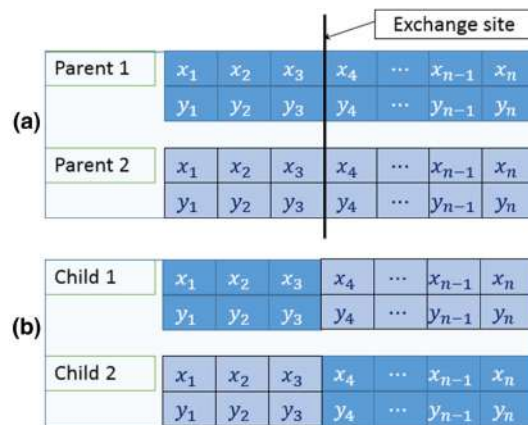 Exchange site
Parent 1 x₁ x₂ x₃ x₄ ⋯ xₙ₋₁ xₙ
y₁ y₂ y₃ y₄ ⋯ yₙ₋₁ yₙ
(a)
Parent 2 x₁ x₂ x₃ x₄ ⋯ xₙ₋₁ xₙ
y₁ y₂ y₃ y₄ ⋯ yₙ₋₁ yₙ
Child 1 x₁ x₂ x₃ x₄ ⋯ xₙ₋₁ xₙ
(b) y₁ y₂ y₃ y₄ ⋯ yₙ₋₁ yₙ
Child 2 x₁ x₂ x₃ x₄ ⋯ xₙ₋₁ xₙ
y₁ y₂ y₃ y₄ ⋯ yₙ₋₁ yₙ